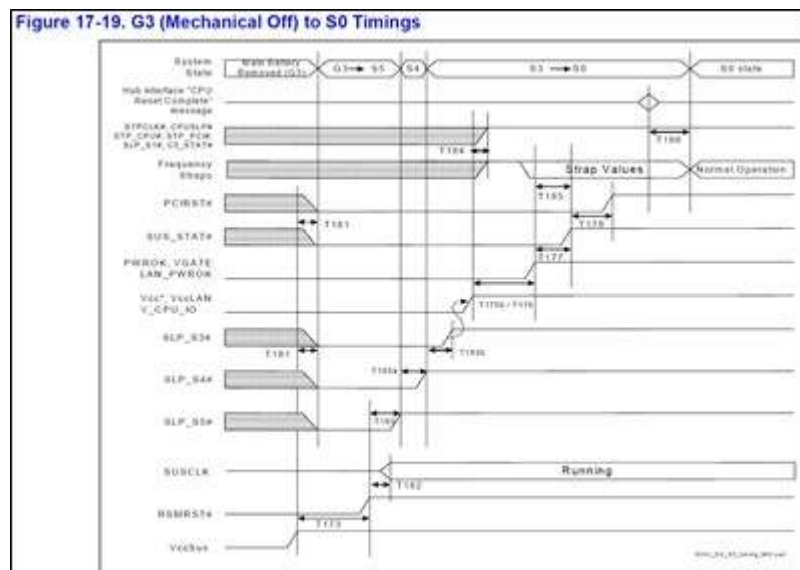 Figure 17-19. G3 (Mechanical Off) to S0 Timings
System State
Main Battery Removed (G3)
G3 S5
S4
S3 S0
S0 state
Hub Interface "CPU Reset Complete" message
STPCLK#, CPUSLP#
STP_CPU#, STP_PCI#,
SLP_S1#, C3_STAT#
T184
T186
Frequency Straps
Strap Values
Normal Operation
T185
PCIRST#
T181
T178
SUS_STAT#
T177
PWROK, VGATE
LAN_PWROK
Vcc*, VccLAN
V_CPU_IO
T176
SLP_S3#
T181
SLP_S4#
SLP_S5#
SUSCLK
Running
T182
RSMRST#
T173
VccSus